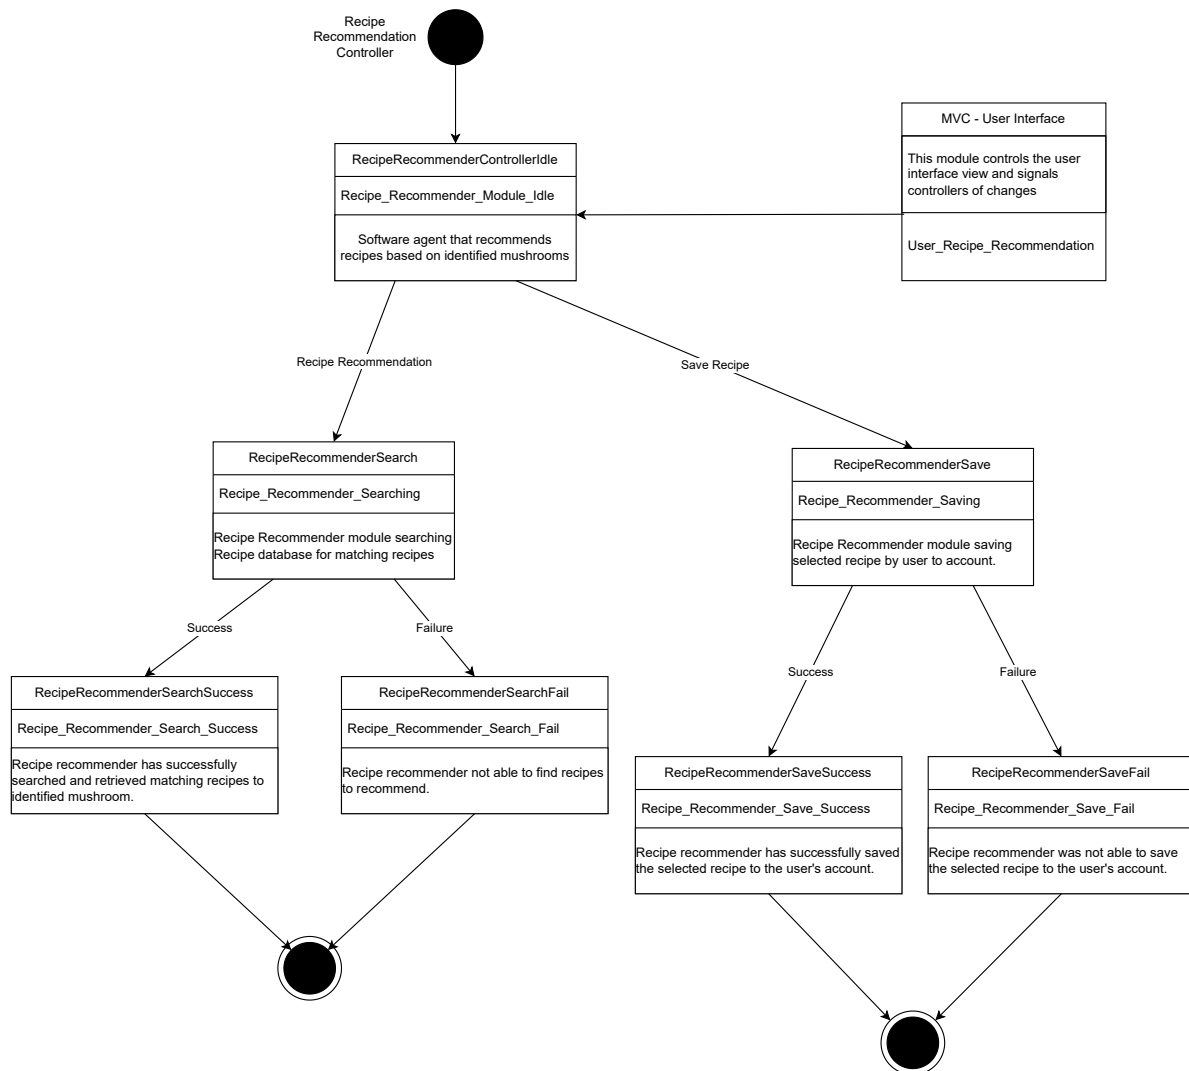 Recipe
Recommendation
Controller
MVC - User Interface
This module controls the user
interface view and signals
controllers of changes
User_Recipe_Recommendation
RecipeRecommenderControllerIdle
Recipe_Recommender_Module_Idle
Software agent that recommends
recipes based on identified mushrooms
Recipe Recommendation
Save Recipe
RecipeRecommenderSearch
Recipe_Recommender_Searching
Recipe Recommender module searching
Recipe database for matching recipes
RecipeRecommenderSave
Recipe_Recommender_Saving
Recipe Recommender module saving
selected recipe by user to account.
Success
Failure
Success
Failure
RecipeRecommenderSearchSuccess
Recipe_Recommender_Search_Success
Recipe recommender has successfully
searched and retrieved matching recipes to
identified mushroom.
RecipeRecommenderSearchFail
Recipe_Recommender_Search_Fail
Recipe recommender not able to find recipes
to recommend.
RecipeRecommenderSaveSuccess
Recipe_Recommender_Save_Success
Recipe recommender has successfully saved
the selected recipe to the user's account.
RecipeRecommenderSaveFail
Recipe_Recommender_Save_Fail
Recipe recommender was not able to save
the selected recipe to the user's account.